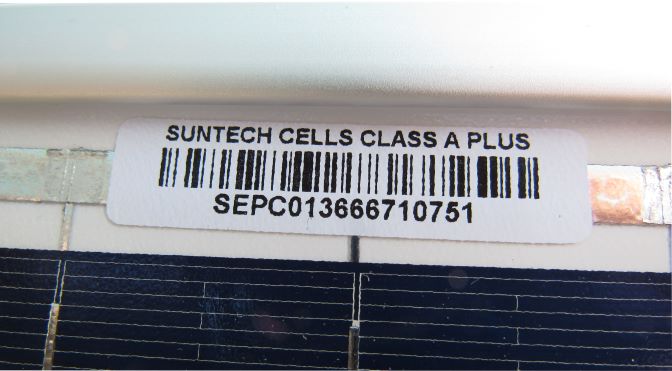 SUNTECH CELLS CLASS A PLUS
SEPC013666710751